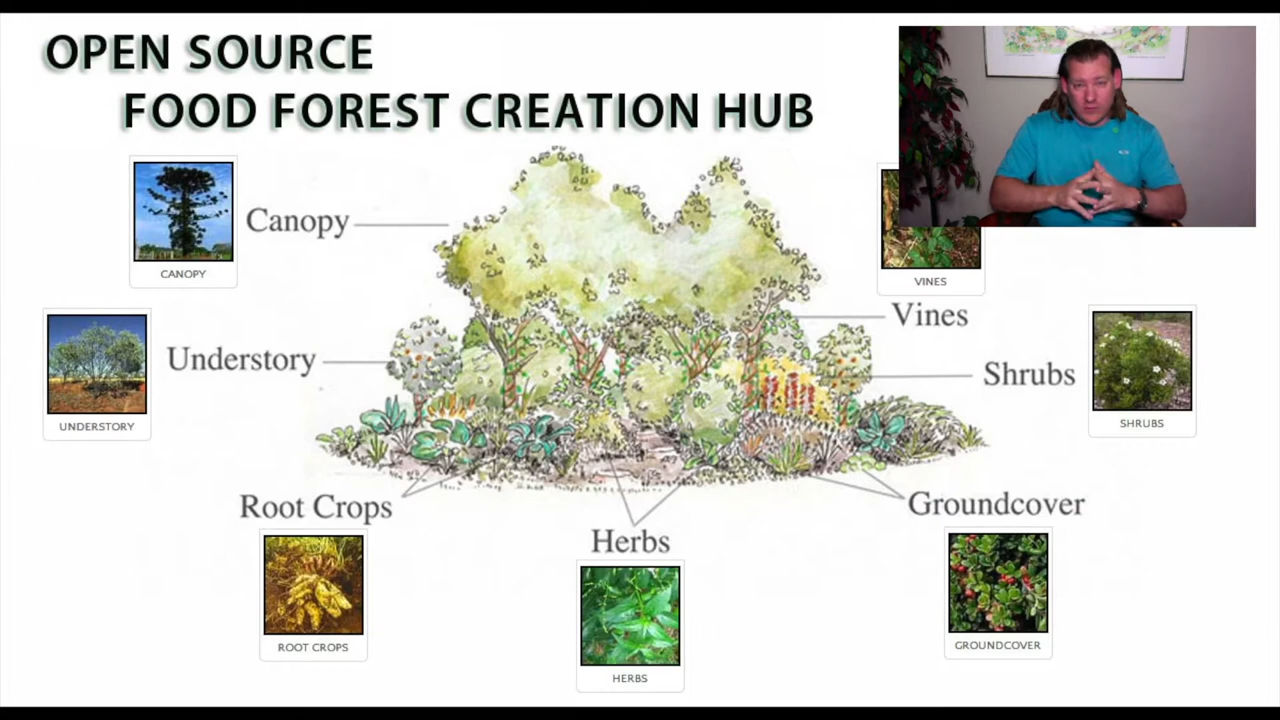 OPEN SOURCE
FOOD FOREST CREATION HUB
Canopy
CANOPY
VINES
Vines
Understory
UNDERSTORY
Shrubs
SHRUBS
Root Crops
ROOT CROPS
Herbs
HERBS
Groundcover
GROUNDCOVER